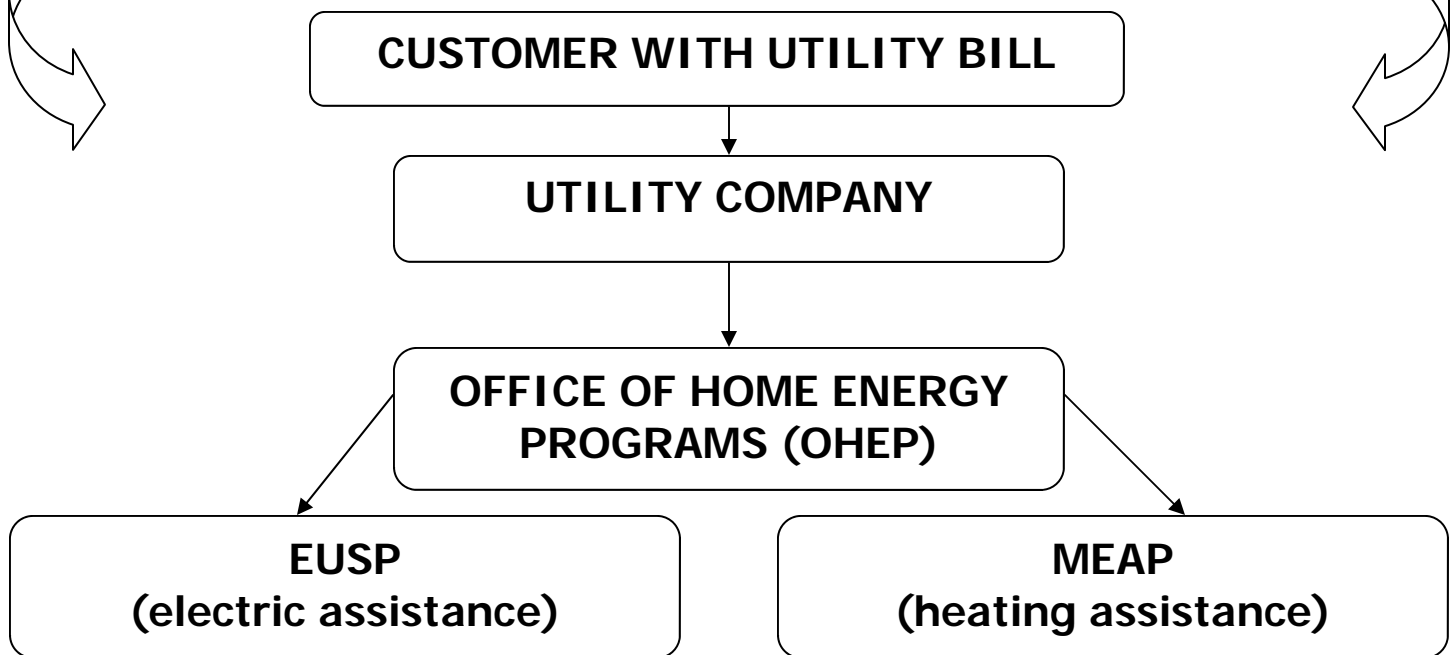 CUSTOMER WITH UTILITY BILL
UTILITY COMPANY
OFFICE OF HOME ENERGY
PROGRAMS (OHEP)
EUSP
(electric assistance)
MEAP
(heating assistance)